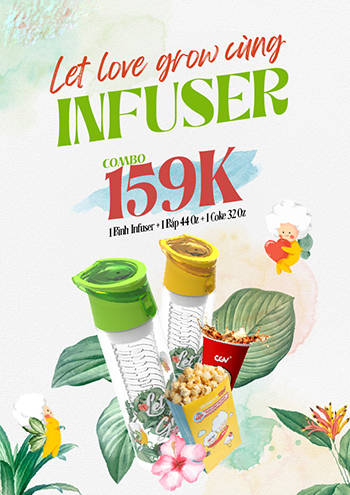 Let love grow cùng
INFUSER
COMBO
159K
1 Bình Infuser + 1 Bắp 44 Oz + 1 Coke 32 Oz
CGV